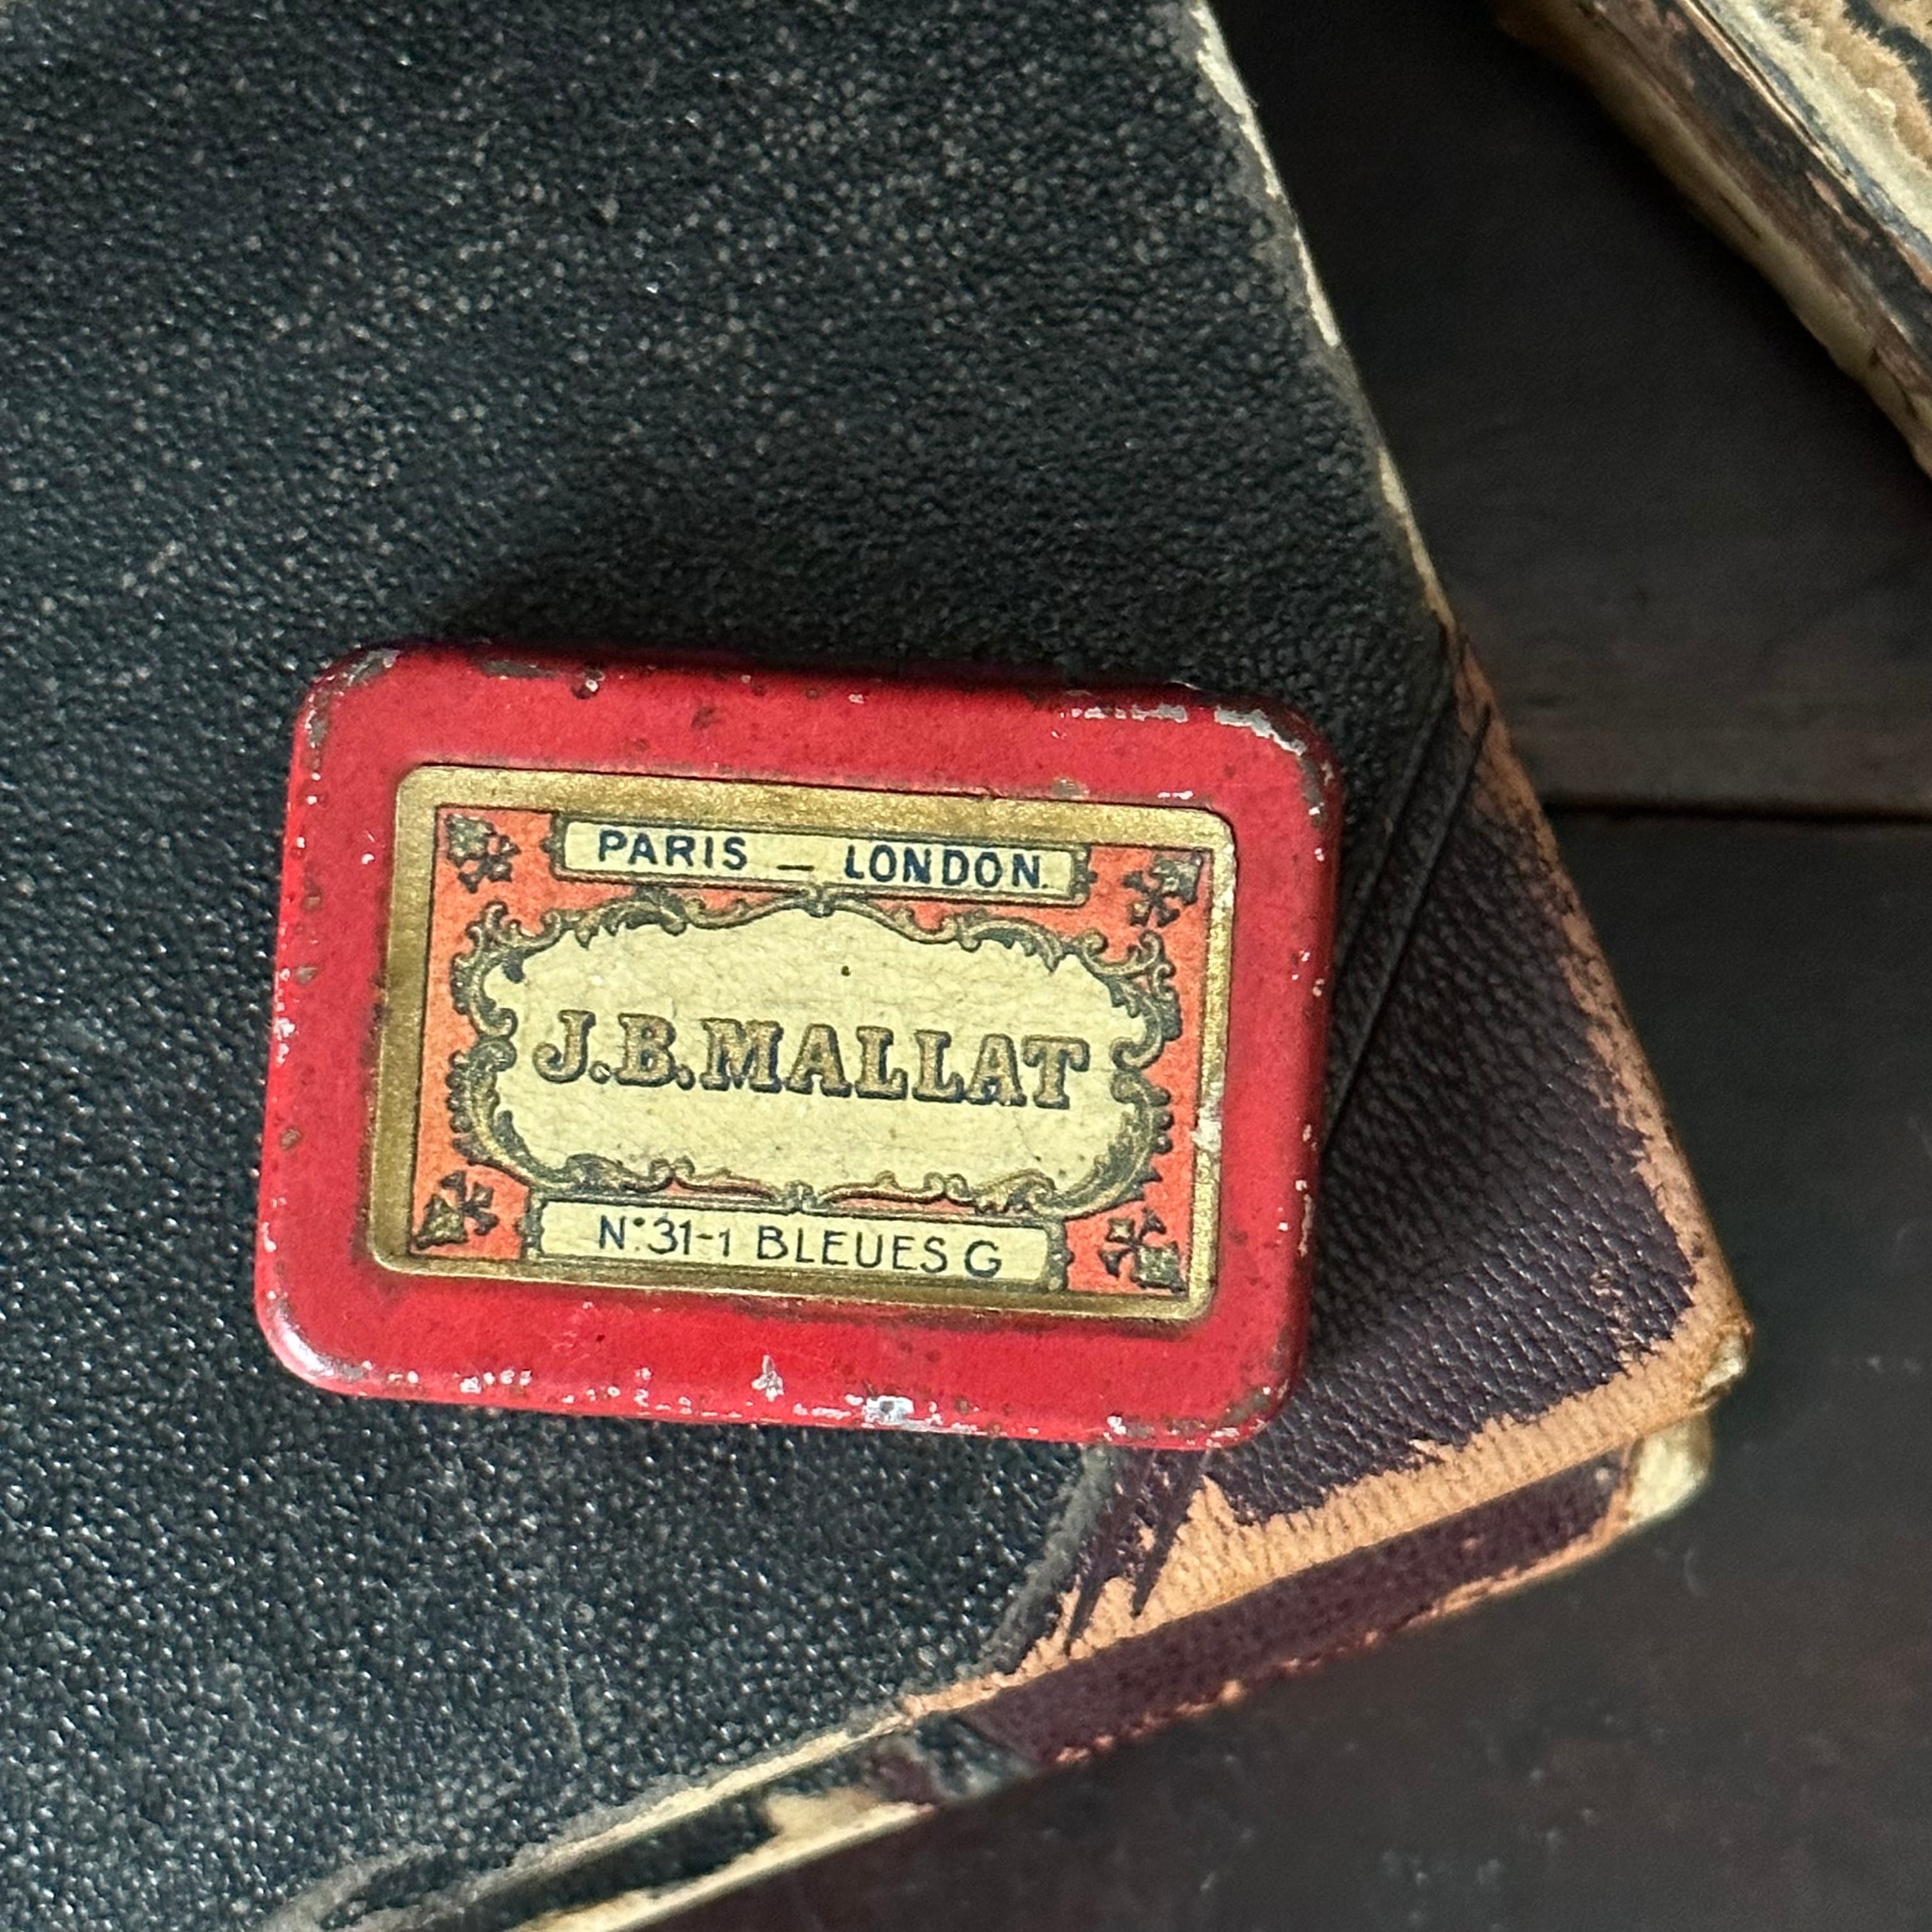 PARIS _ LONDON.
J.B.MALLAT
N°31-1 BLEUES G